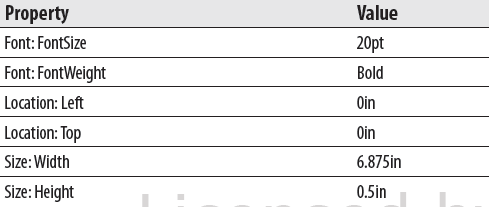 Property Value
Font: FontSize 20pt
Font: FontWeight Bold
Location: Left 0in
Location: Top 0in
Size: Width 6.875in
Size: Height 0.5in